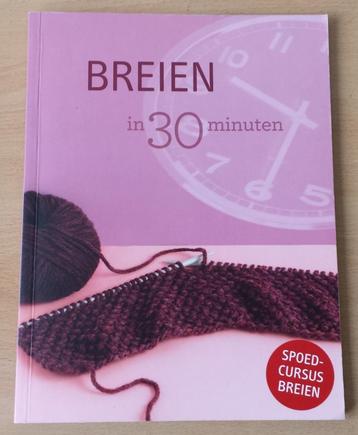 BREIEN
in 30 minuten
SPOED-
CURSUS
BREIEN